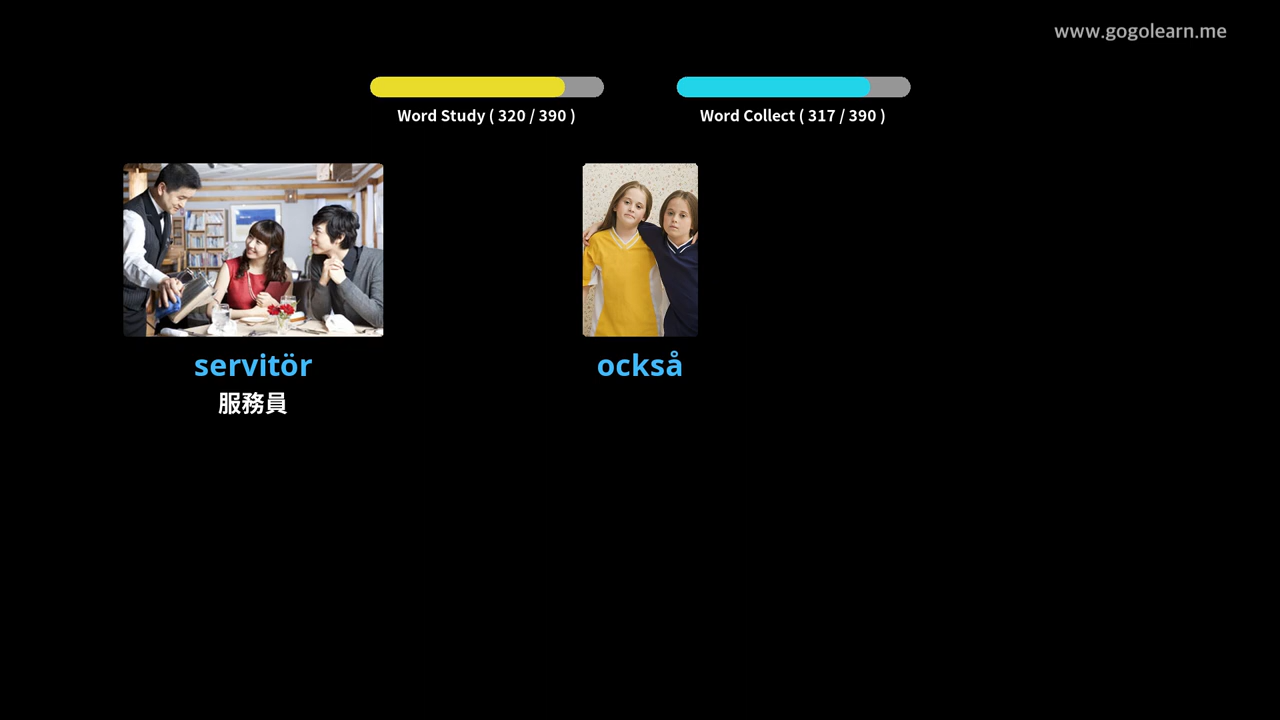 www.gogolearn.me
Word Study ( 320 / 390 )
Word Collect ( 317 / 390 )
servitör
服務員
också